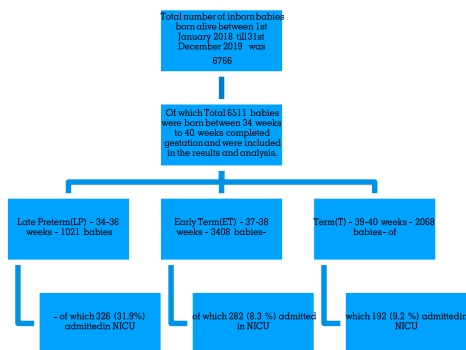 Total number of inborn babies
born alive between 1st
January 2018 till 31st
December 2019 was
6766
Of which Total 6511 babies
were born between 34 weeks
to 40 weeks completed
gestation and were included
in the results and analysis.
Late Preterm(LP) - 34-36
weeks - 1021 babies
Early Term(ET) - 37-38
weeks - 3408 babies-
Term(T) - 39-40 weeks - 2068
babies - of
- of which 326 (31.9%)
admitted in NICU
of which 282 (8.3 %) admitted
in NICU
which 192 (9.2 %) admitted in
NICU